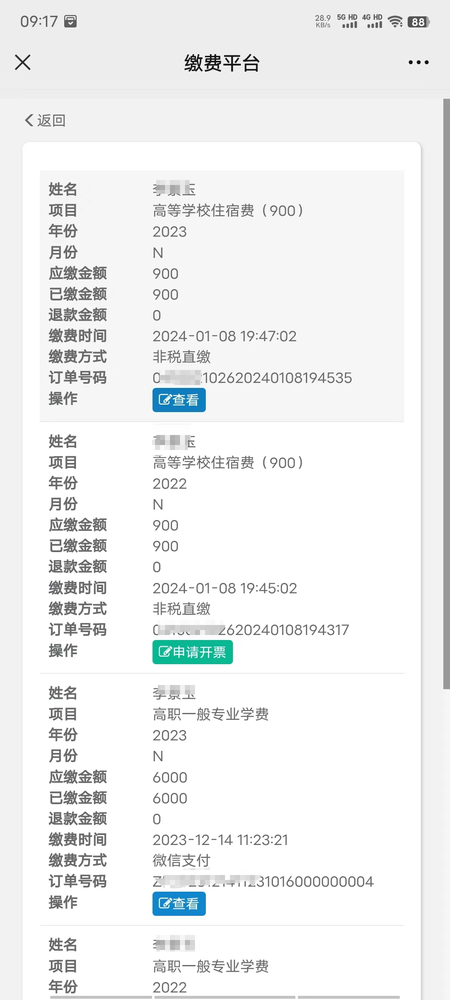 09:17
28.9 KB/s 5G HD 4G HD 88
缴费平台
返回
姓名
项目 高等学校住宿费（900）
年份 2023
月份 N
应缴金额 900
已缴金额 900
退款金额 0
缴费时间 2024-01-08 19:47:02
缴费方式 非税直缴
订单号码 0 102620240108194535
操作 查看
姓名
项目 高等学校住宿费（900）
年份 2022
月份 N
应缴金额 900
已缴金额 900
退款金额 0
缴费时间 2024-01-08 19:45:02
缴费方式 非税直缴
订单号码 0 2620240108194317
操作 申请开票
姓名
项目 高职一般专业学费
年份 2023
月份 N
应缴金额 6000
已缴金额 6000
退款金额 0
缴费时间 2023-12-14 11:23:21
缴费方式 微信支付
订单号码 Z 31016000000004
操作 查看
姓名
项目 高职一般专业学费
年份 2022